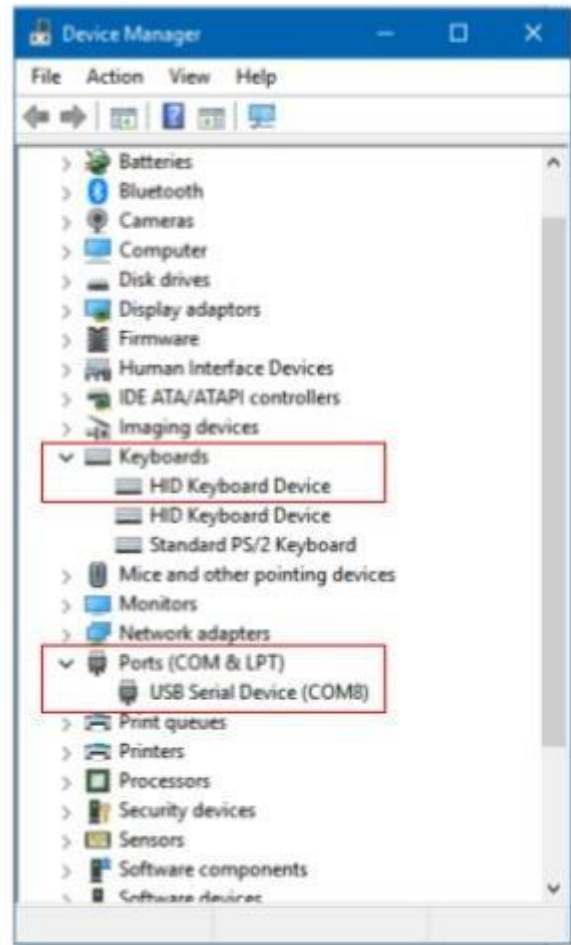 Device Manager
File Action View Help
Batteries
Bluetooth
Cameras
Computer
Disk drives
Display adaptors
Firmware
Human Interface Devices
IDE ATA/ATAPI controllers
Imaging devices
Keyboards
HID Keyboard Device
HID Keyboard Device
Standard PS/2 Keyboard
Mice and other pointing devices
Monitors
Network adapters
Ports (COM & LPT)
USB Serial Device (COM8)
Print queues
Printers
Processors
Security devices
Sensors
Software components
Software devices